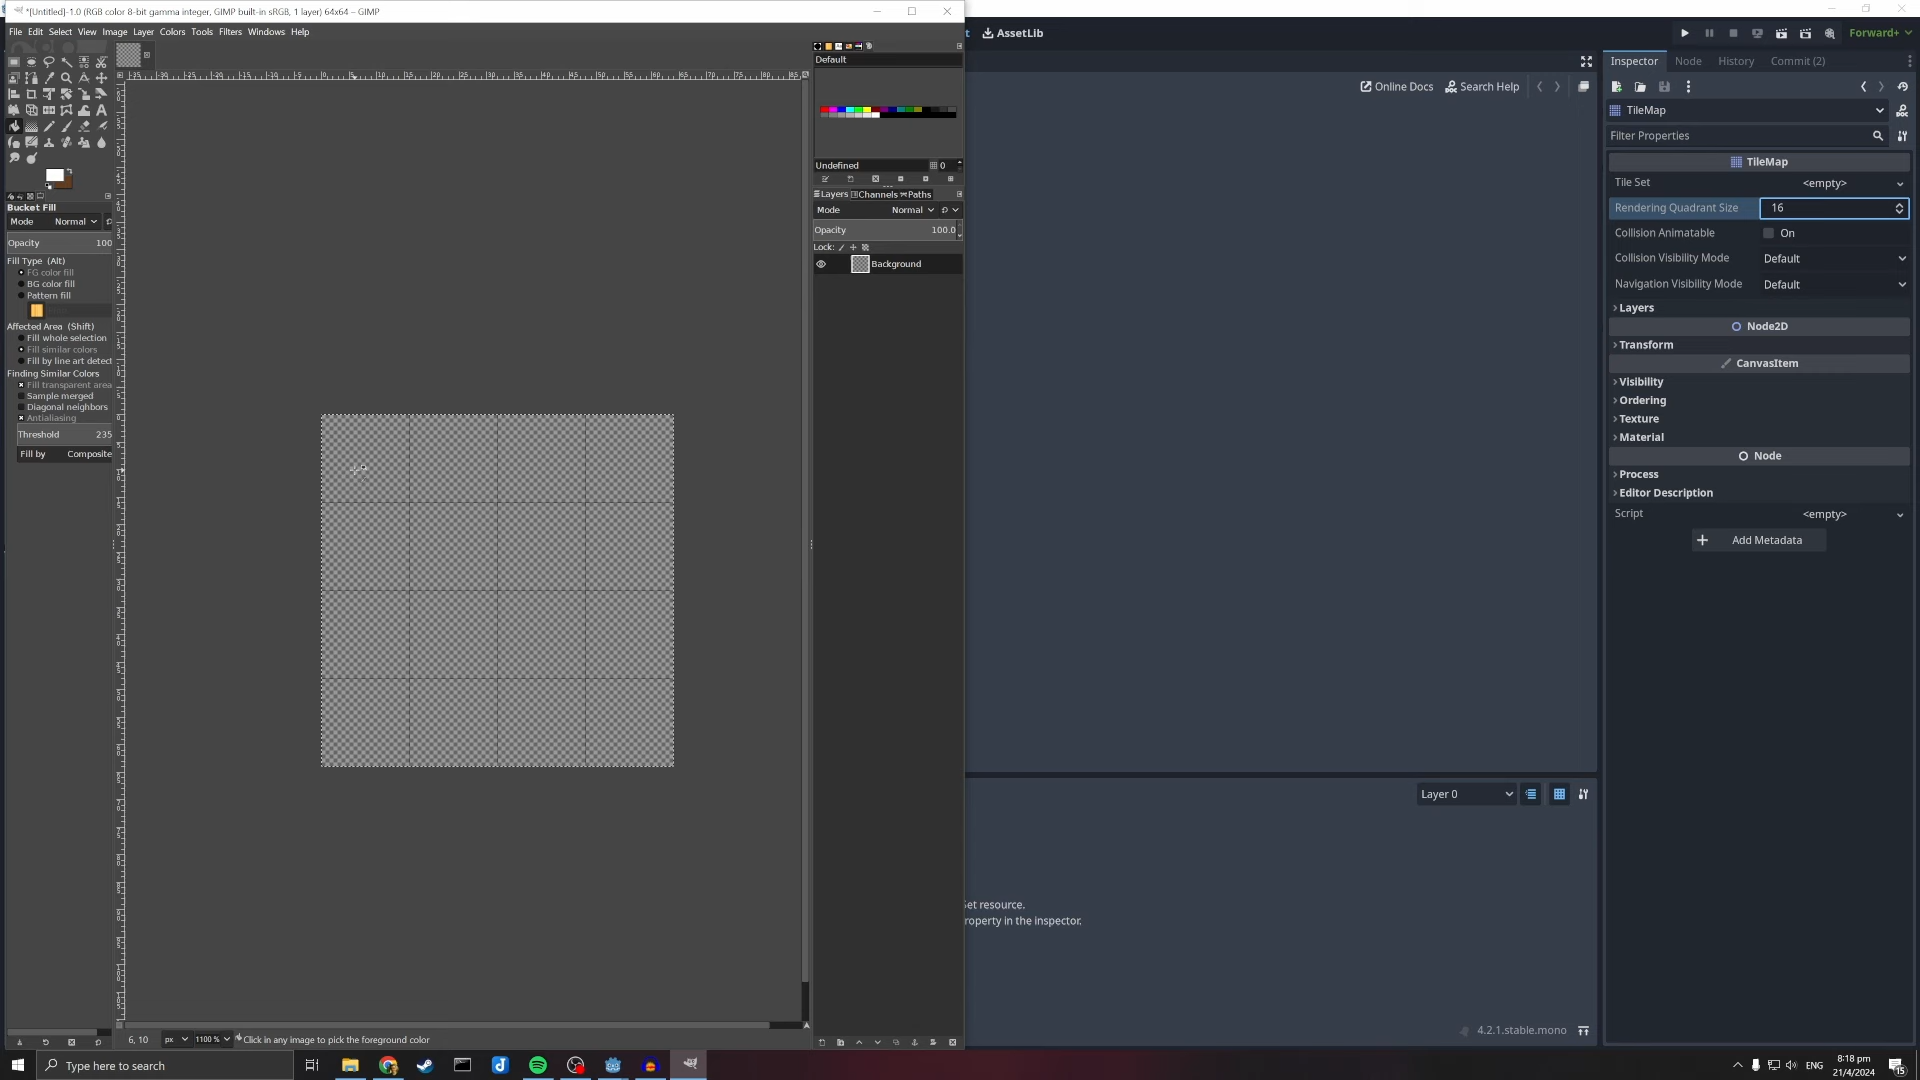 *[Untitled]-1.0 (RGB color 8-bit gamma integer, GIMP built-in sRGB, 1 layer) 64x64 – GIMP
File Edit Select View Image Layer Colors Tools Filters Windows Help
Bucket Fill
Mode Normal
Opacity 100
Fill Type (Alt)
FG color fill
BG color fill
Pattern fill
Affected Area (Shift)
Fill whole selection
Fill similar colors
Fill by line art detect
Finding Similar Colors
Fill transparent area
Sample merged
Diagonal neighbors
Antialiasing
Threshold 235
Fill by Composite
Default
Undefined 0
Layers Channels Paths
Mode Normal
Opacity 100.0
Lock:
Background
6, 10 px 1100 % Click in any image to pick the foreground color
AssetLib
Forward+
Online Docs Search Help
Layer 0
Set resource.
roperty in the inspector.
4.2.1.stable.mono
Inspector Node History Commit (2)
TileMap
Filter Properties
TileMap
Tile Set <empty>
Rendering Quadrant Size 16
Collision Animatable On
Collision Visibility Mode Default
Navigation Visibility Mode Default
Layers
Node2D
Transform
CanvasItem
Visibility
Ordering
Texture
Material
Node
Process
Editor Description
Script <empty>
Add Metadata
Type here to search
ENG
8:18 pm
21/4/2024
15